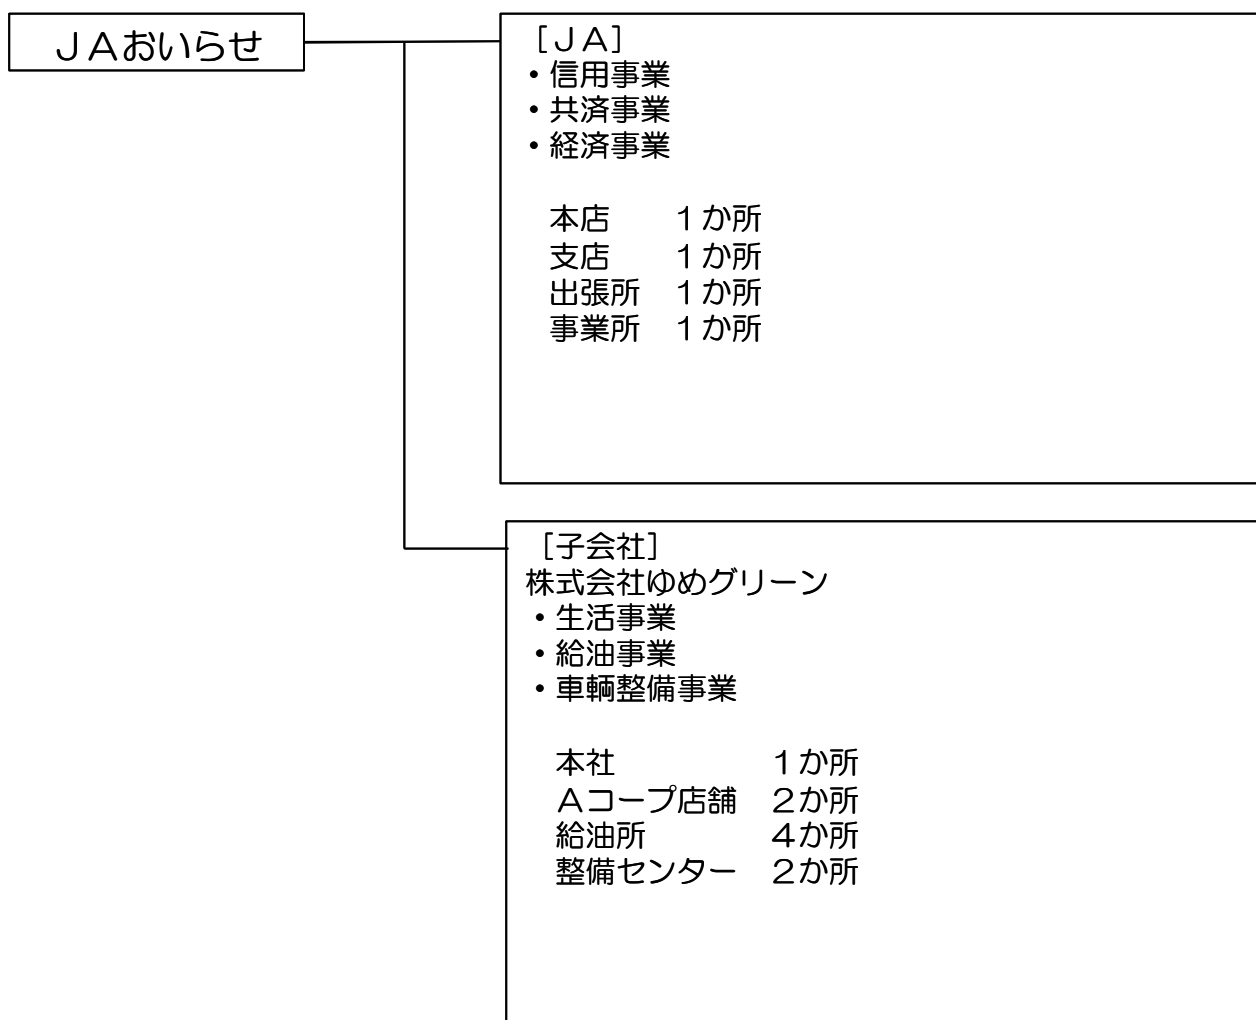 ＪＡおいらせ
［ＪＡ］
・信用事業
・共済事業
・経済事業
本店　　１か所
支店　　１か所
出張所　１か所
事業所　１か所
［子会社］
株式会社ゆめグリーン
・生活事業
・給油事業
・車輌整備事業
本社　　　　　１か所
Ａコープ店舗　２か所
給油所　　　　４か所
整備センター　２か所